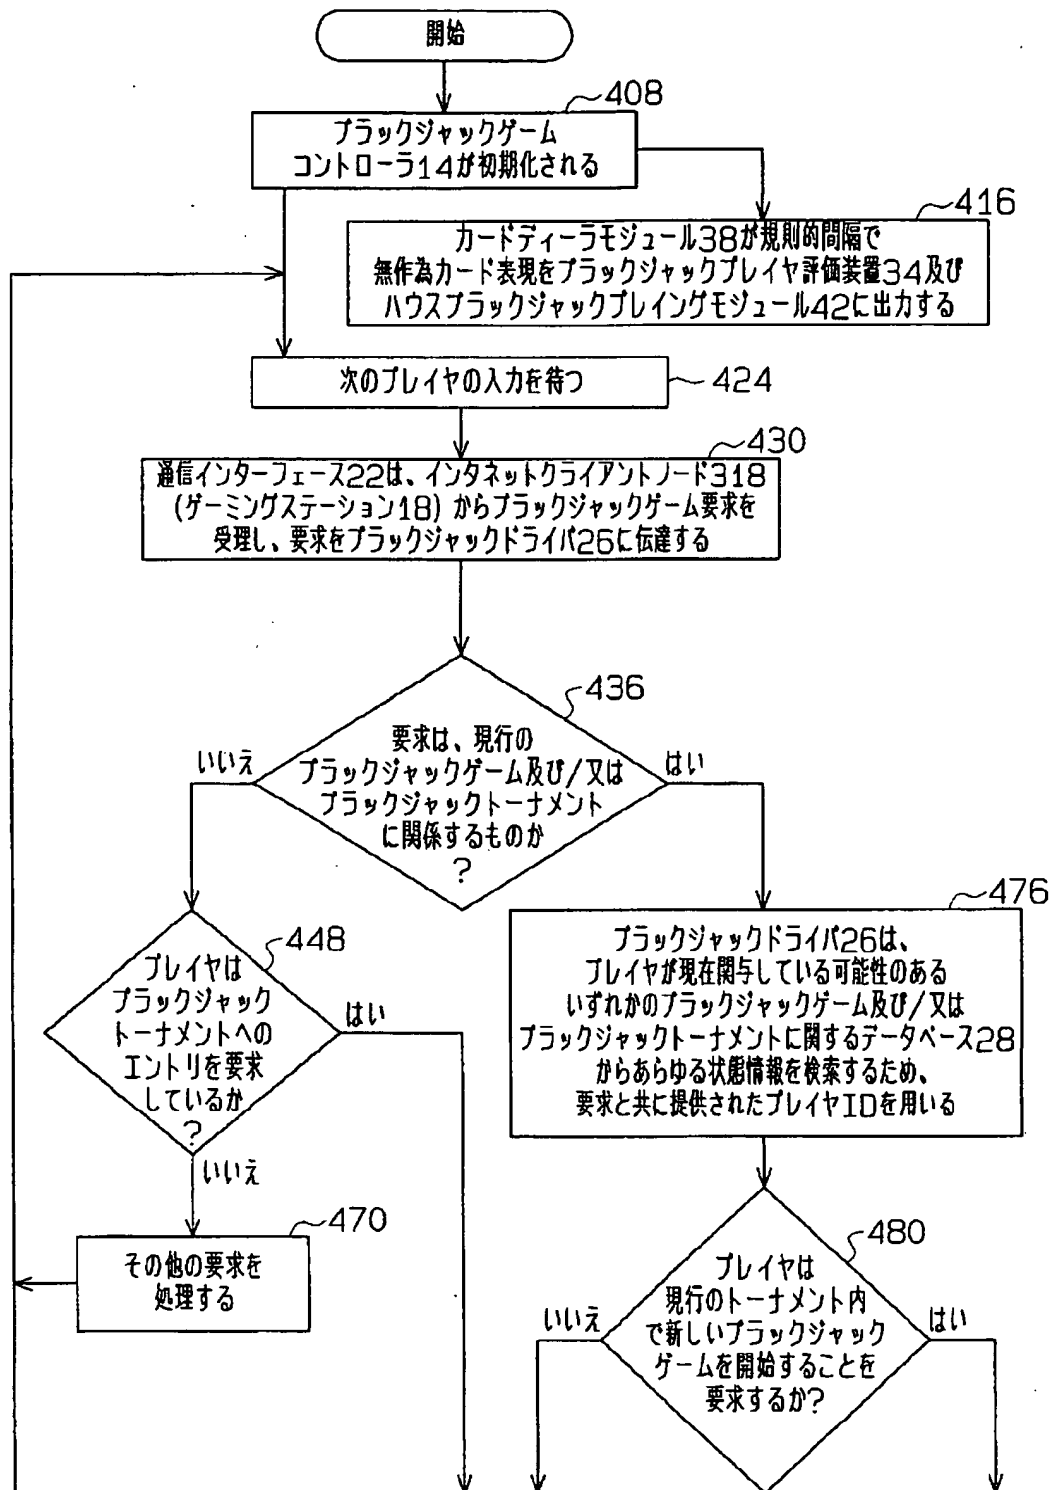 開始
408
ブラックジャックゲーム
コントローラ14が初期化される
416
カードディーラモジュール38が規則的間隔で
無作為カード表現をブラックジャックプレイヤ評価装置34及び
ハウスブラックジャックプレイングモジュール42に出力する
次のプレイヤの入力を待つ
424
430
通信インターフェース22は、インタネットクライアントノード318
(ゲーミングステーション18) からブラックジャックゲーム要求を
受理し、要求をブラックジャックドライバ26に伝達する
436
要求は、現行の
ブラックジャックゲーム及び/又は
ブラックジャックトーナメント
に関係するものか
?
いいえ
はい
448
プレイヤは
ブラックジャック
トーナメントへの
エントリを要求
しているか
?
はい
いいえ
470
その他の要求を
処理する
476
ブラックジャックドライバ26は、
プレイヤが現在関与している可能性のある
いずれかのブラックジャックゲーム及び/又は
ブラックジャックトーナメントに関するデータベース28
からあらゆる状態情報を検索するため、
要求と共に提供されたプレイヤIDを用いる
480
プレイヤは
現行のトーナメント内
で新しいブラックジャック
ゲームを開始することを
要求するか?
いいえ
はい